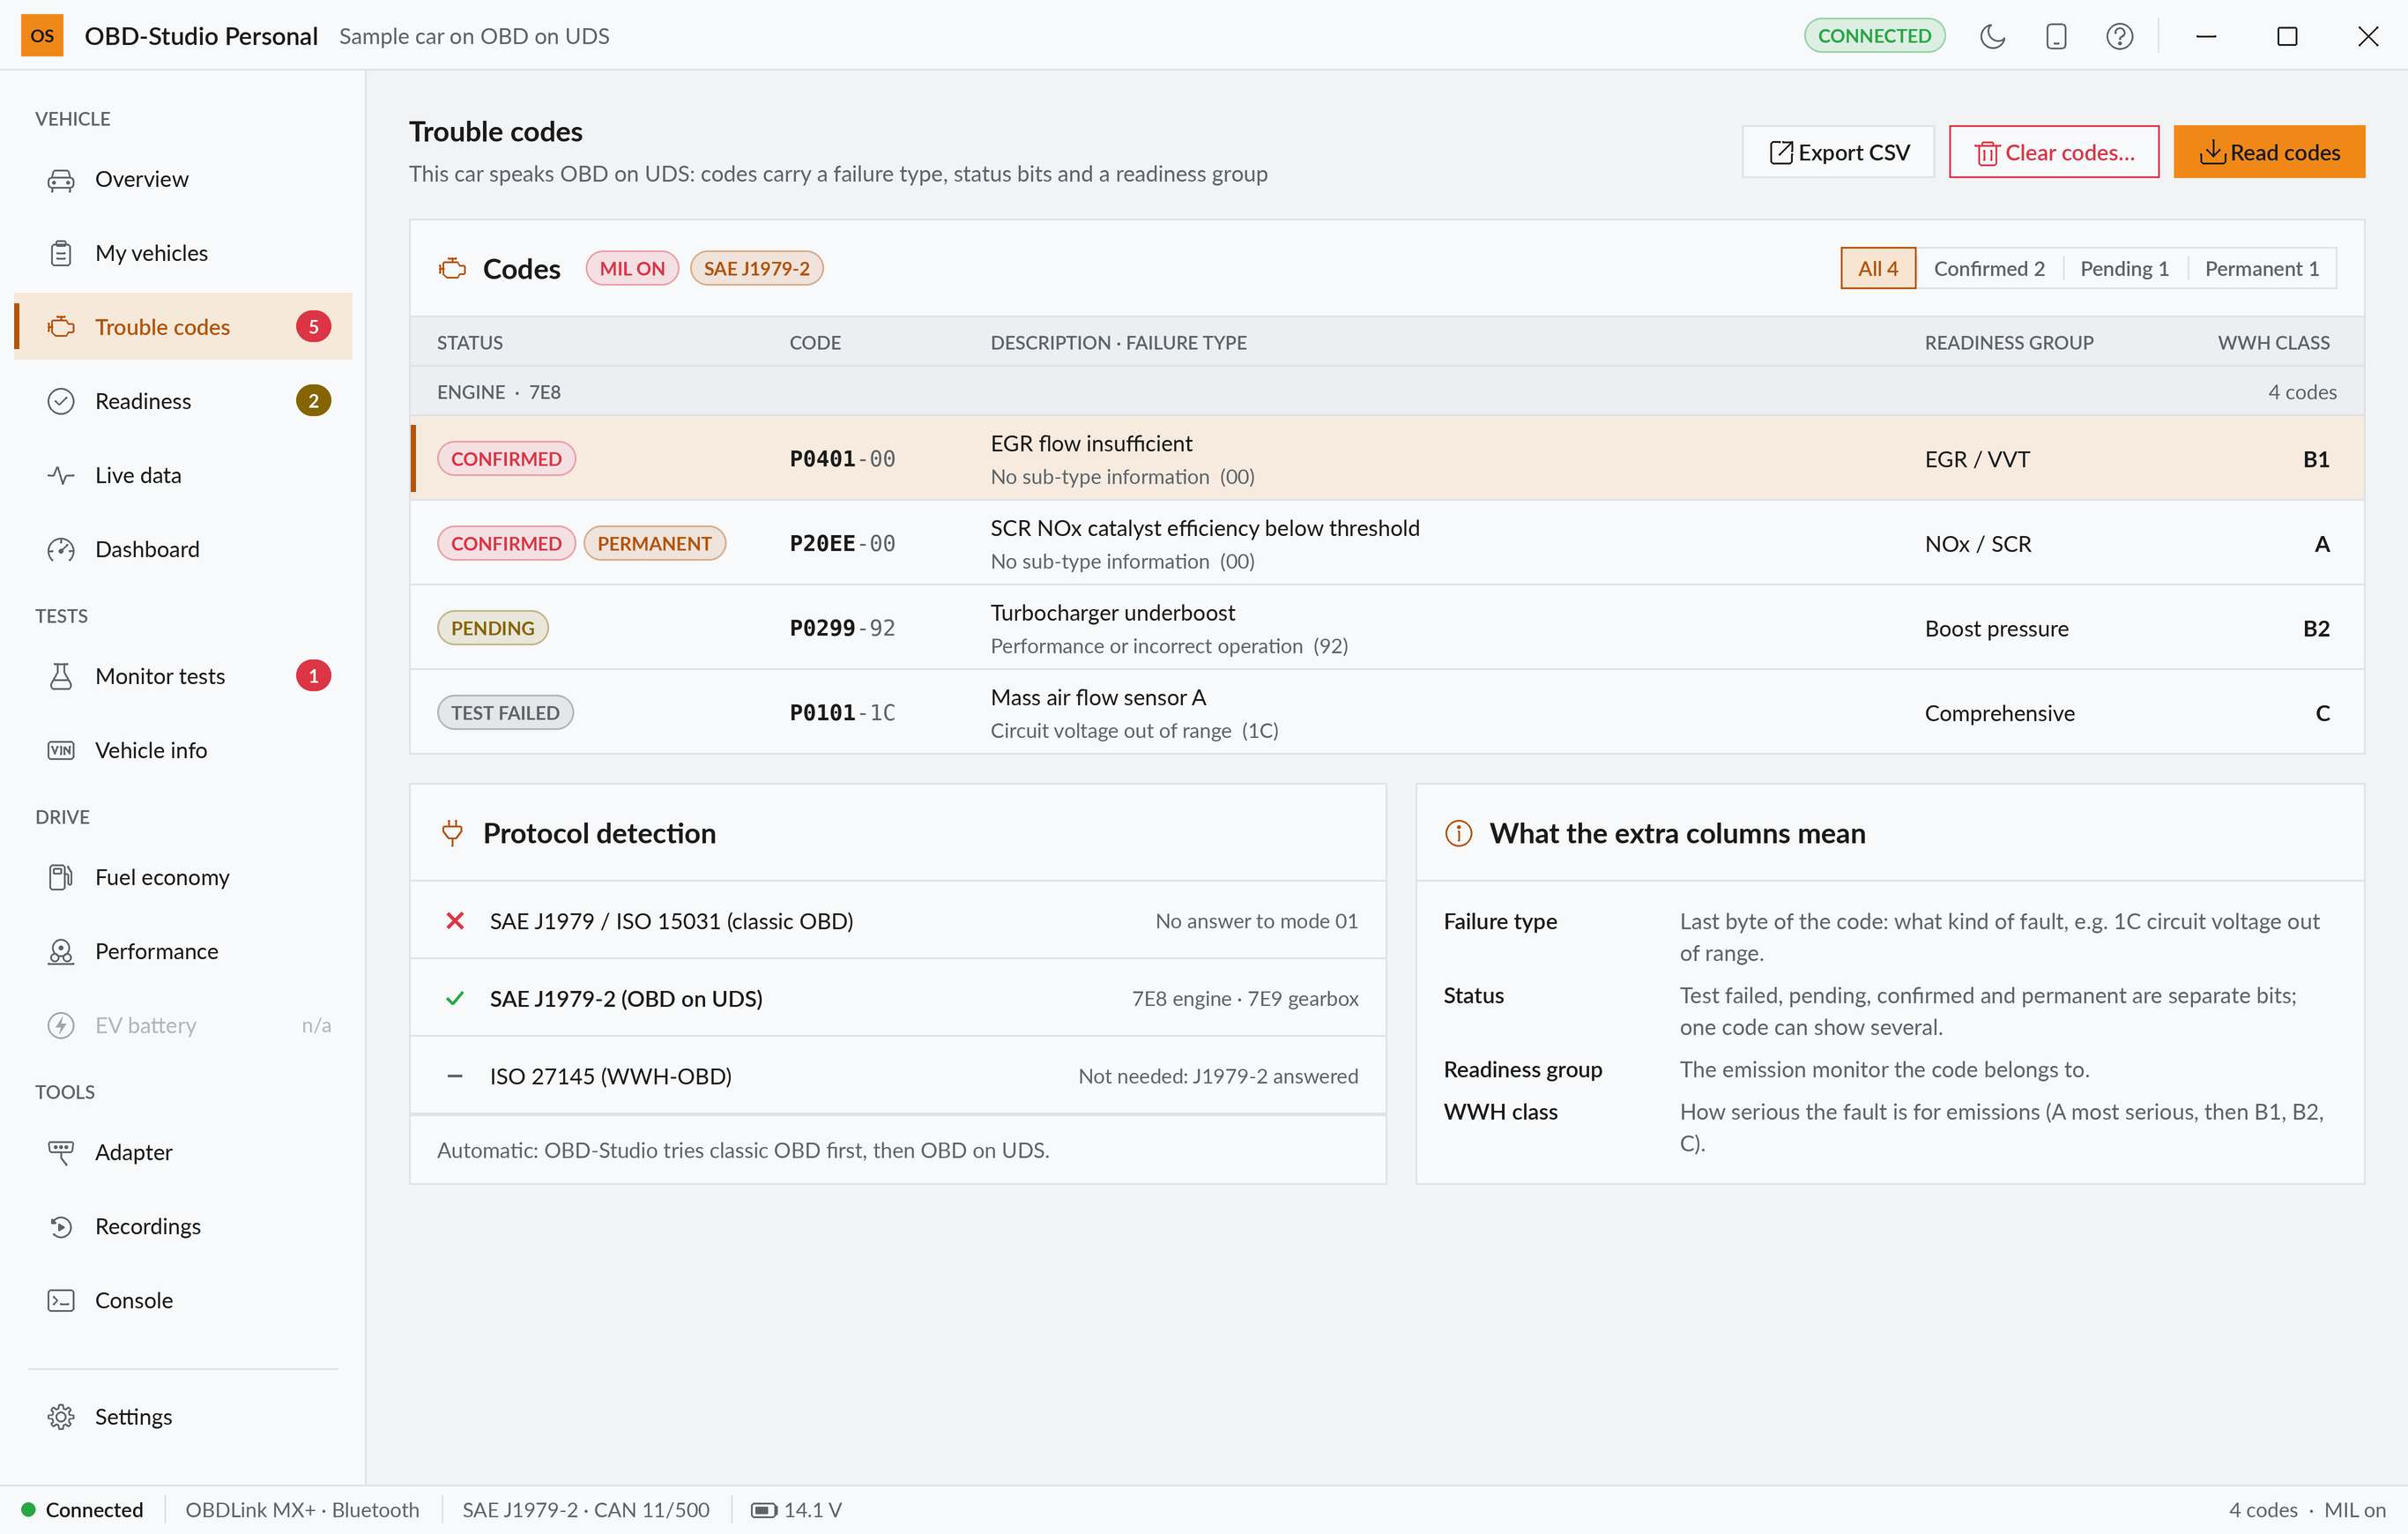 OS OBD-Studio Personal Sample car on OBD on UDS CONNECTED
VEHICLE
Overview
My vehicles
Trouble codes 5
Readiness 2
Live data
Dashboard
TESTS
Monitor tests 1
VIN Vehicle info
DRIVE
Fuel economy
Performance
EV battery n/a
TOOLS
Adapter
Recordings
Console
Settings
Trouble codes
This car speaks OBD on UDS: codes carry a failure type, status bits and a readiness group
Export CSV Clear codes... Read codes
Codes MIL ON SAE J1979-2 All 4 Confirmed 2 Pending 1 Permanent 1
STATUS CODE DESCRIPTION · FAILURE TYPE READINESS GROUP WWH CLASS
ENGINE · 7E8 4 codes
CONFIRMED P0401-00 EGR flow insufficient EGR / VVT B1
No sub-type information (00)
CONFIRMED PERMANENT P20EE-00 SCR NOx catalyst efficiency below threshold NOx / SCR A
No sub-type information (00)
PENDING P0299-92 Turbocharger underboost Boost pressure B2
Performance or incorrect operation (92)
TEST FAILED P0101-1C Mass air flow sensor A Comprehensive C
Circuit voltage out of range (1C)
Protocol detection
SAE J1979 / ISO 15031 (classic OBD) No answer to mode 01
SAE J1979-2 (OBD on UDS) 7E8 engine · 7E9 gearbox
ISO 27145 (WWH-OBD) Not needed: J1979-2 answered
Automatic: OBD-Studio tries classic OBD first, then OBD on UDS.
What the extra columns mean
Failure type Last byte of the code: what kind of fault, e.g. 1C circuit voltage out
of range.
Status Test failed, pending, confirmed and permanent are separate bits;
one code can show several.
Readiness group The emission monitor the code belongs to.
WWH class How serious the fault is for emissions (A most serious, then B1, B2,
C).
Connected OBDLink MX+ · Bluetooth SAE J1979-2 · CAN 11/500 14.1 V 4 codes · MIL on